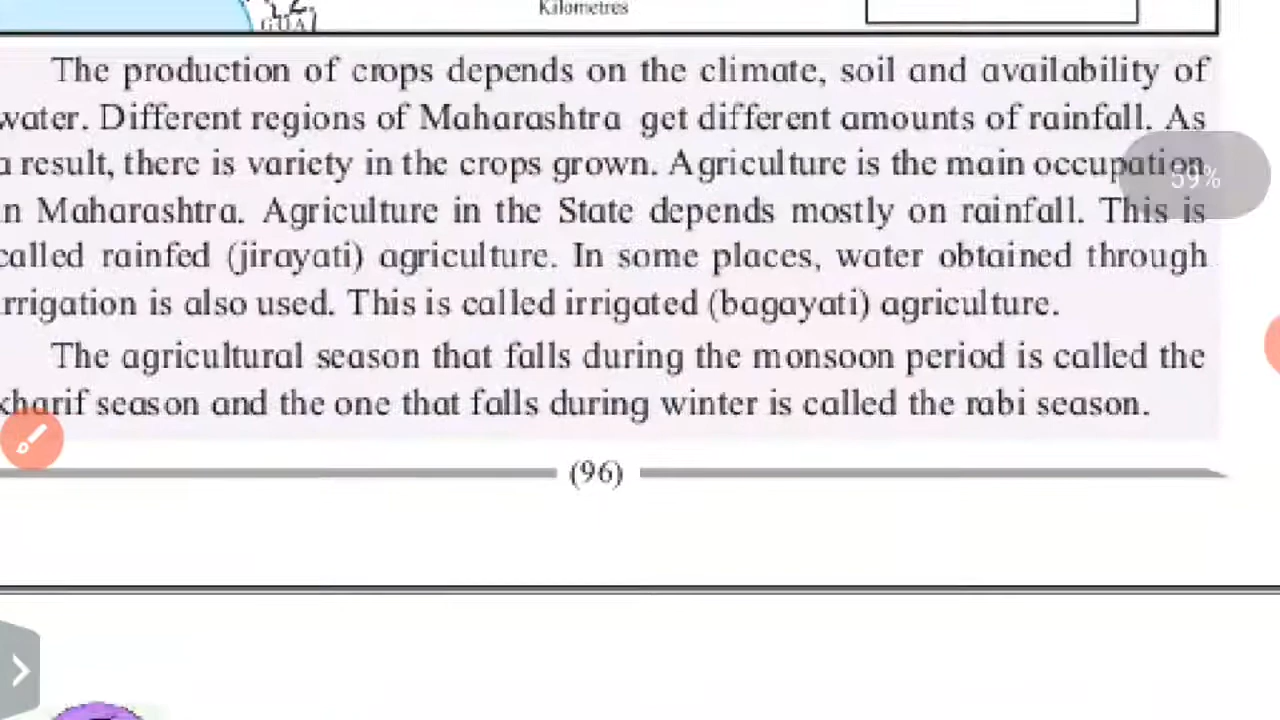 GOA
Kilometres
The production of crops depends on the climate, soil and availability of
water. Different regions of Maharashtra get different amounts of rainfall. As
a result, there is variety in the crops grown. Agriculture is the main occupation
in Maharashtra. Agriculture in the State depends mostly on rainfall. This is
called rainfed (jirayati) agriculture. In some places, water obtained through
irrigation is also used. This is called irrigated (bagayati) agriculture.
The agricultural season that falls during the monsoon period is called the
kharif season and the one that falls during winter is called the rabi season.
59%
(96)